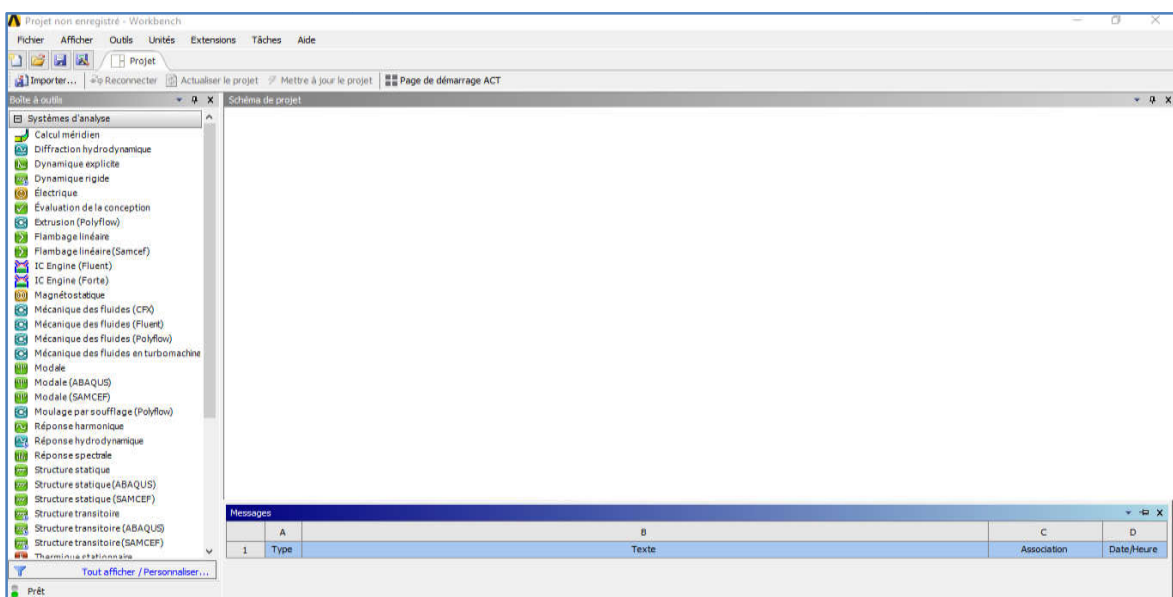 Projet non enregistré - Workbench
Fichier Afficher Outils Unités Extensions Tâches Aide
Projet
Importer... Reconnecter Actualiser le projet Mettre à jour le projet Page de démarrage ACT
Boîte à outils
Schéma de projet
Systèmes d'analyse
Calcul méridien
Diffraction hydrodynamique
Dynamique explicite
Dynamique rigide
Électrique
Évaluation de la conception
Extrusion (Polyflow)
Flambage linéaire
Flambage linéaire (Samcef)
IC Engine (Fluent)
IC Engine (Forte)
Magnétostatique
Mécanique des fluides (CFX)
Mécanique des fluides (Fluent)
Mécanique des fluides (Polyflow)
Mécanique des fluides en turbomachine
Modale
Modale (ABAQUS)
Modale (SAMCEF)
Moulage par soufflage (Polyflow)
Réponse harmonique
Réponse hydrodynamique
Réponse spectrale
Structure statique
Structure statique (ABAQUS)
Structure statique (SAMCEF)
Structure transitoire
Structure transitoire (ABAQUS)
Structure transitoire (SAMCEF)
Thermique stationnaire
Tout afficher / Personnaliser...
Prêt
Messages
A B C D
1 Type Texte Association Date/Heure